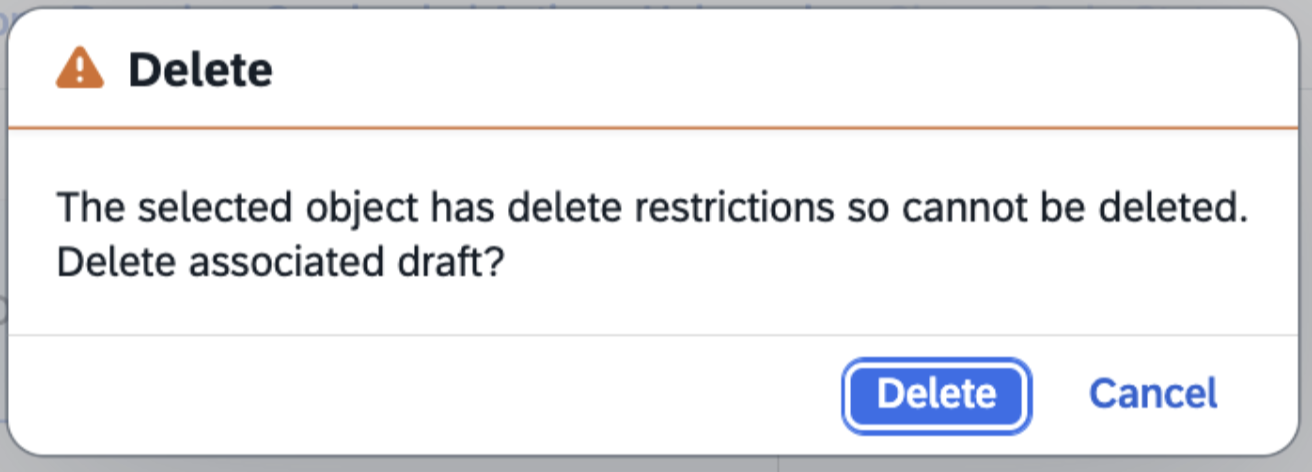 Delete
The selected object has delete restrictions so cannot be deleted.
Delete associated draft?
Delete
Cancel